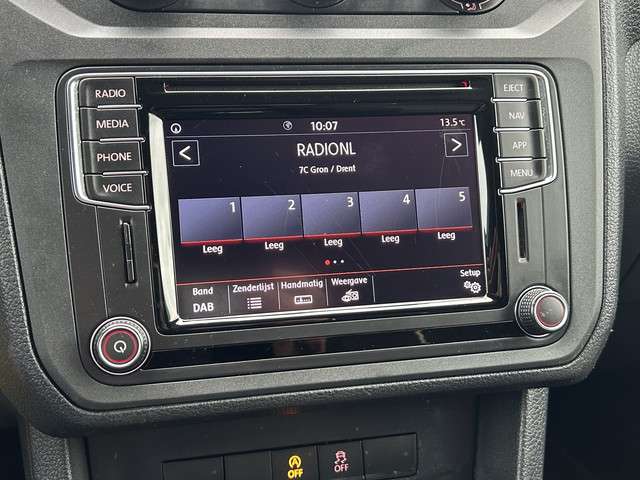 RADIO
MEDIA
PHONE
VOICE
EJECT
NAV
APP
MENU
10:07
13.5°C
<
RADIONL
>
7C Gron / Drent
1 2 3 4 5
Leeg Leeg Leeg Leeg Leeg
Band Zenderlijst Handmatig Weergave Setup
DAB
A OFF
OFF